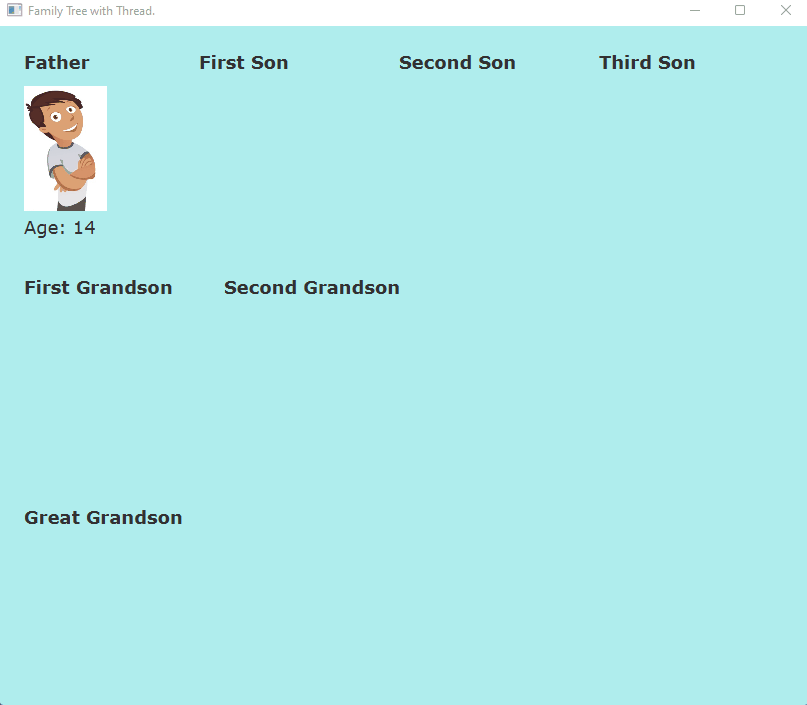 Family Tree with Thread.
Father First Son Second Son Third Son
Age: 14
First Grandson Second Grandson
Great Grandson